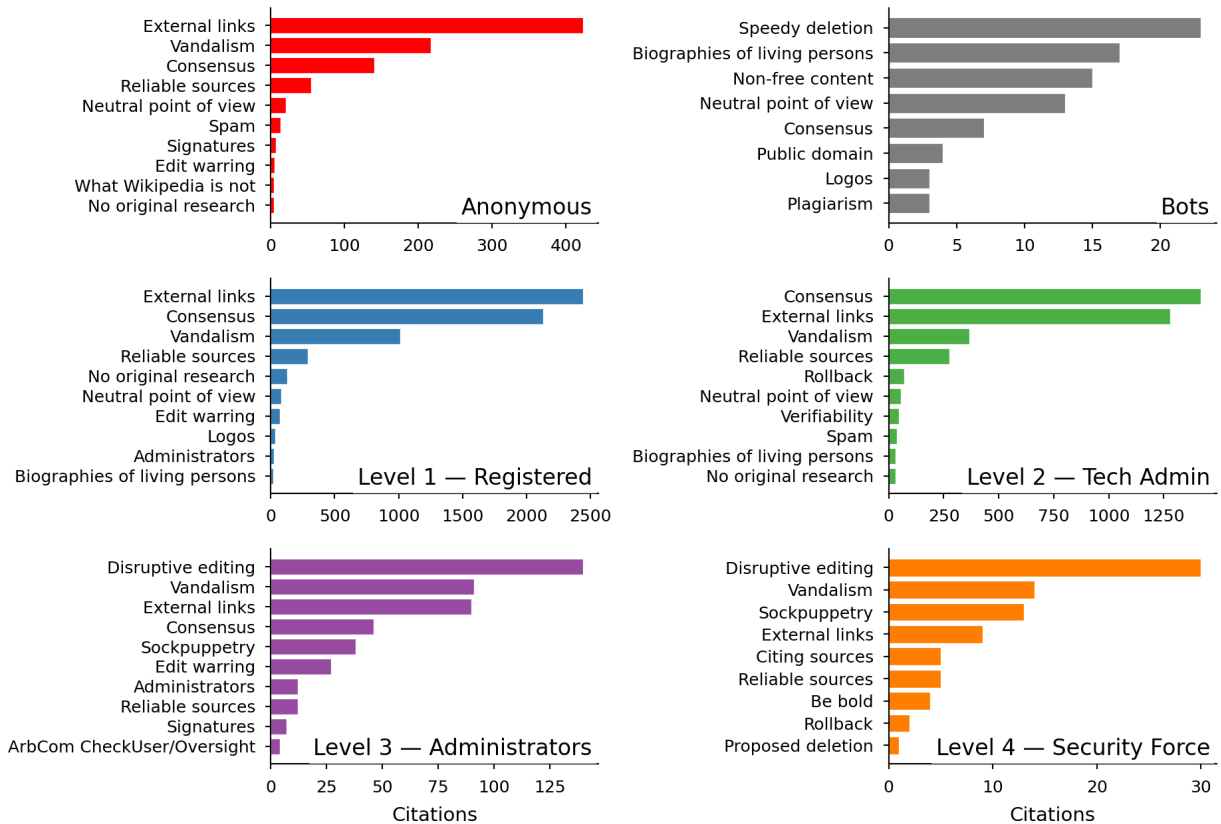 External links
Vandalism
Consensus
Reliable sources
Neutral point of view
Spam
Signatures
Edit warring
What Wikipedia is not
No original research
Anonymous
0 100 200 300 400
Speedy deletion
Biographies of living persons
Non-free content
Neutral point of view
Consensus
Public domain
Logos
Plagiarism
Bots
0 5 10 15 20
External links
Consensus
Vandalism
Reliable sources
No original research
Neutral point of view
Edit warring
Logos
Administrators
Biographies of living persons
Level 1 — Registered
0 500 1000 1500 2000 2500
Consensus
External links
Vandalism
Reliable sources
Rollback
Neutral point of view
Verifiability
Spam
Biographies of living persons
No original research
Level 2 — Tech Admin
0 250 500 750 1000 1250
Disruptive editing
Vandalism
External links
Consensus
Sockpuppetry
Edit warring
Administrators
Reliable sources
Signatures
ArbCom CheckUser/Oversight
Level 3 — Administrators
0 25 50 75 100 125
Citations
Disruptive editing
Vandalism
Sockpuppetry
External links
Citing sources
Reliable sources
Be bold
Rollback
Proposed deletion
Level 4 — Security Force
0 10 20 30
Citations